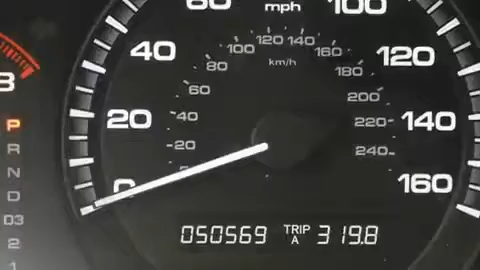 60 mph 100
40 120
20 140
0 160
100 120 140 160
80 km/h 180
60 200
40 220
20 240
P
R
N
D
D3
2
1
050569 TRIP A 319.8